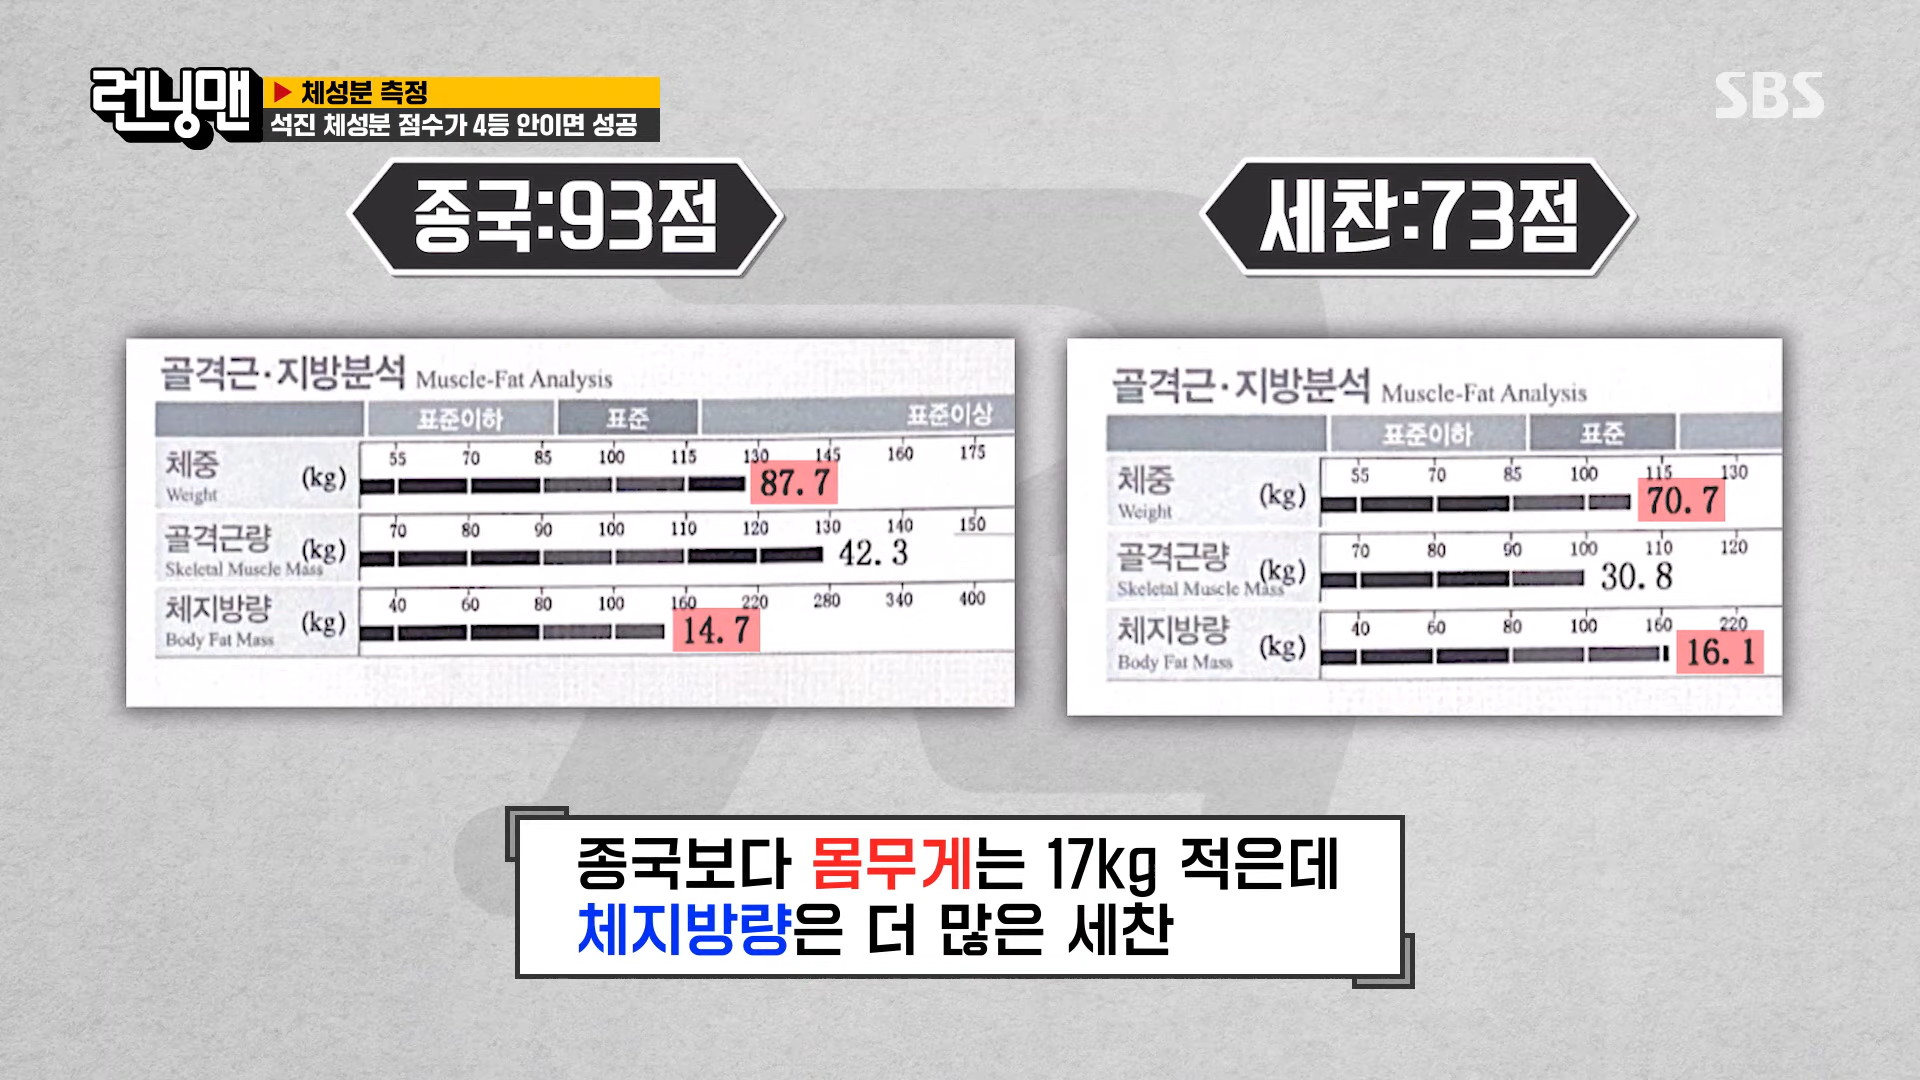 런닝맨
▶ 체성분 측정
석진 체성분 점수가 4등 안이면 성공
SBS
종국:93점
골격근·지방분석 Muscle-Fat Analysis
표준이하 표준 표준이상
체중 (kg) 55 70 85 100 115 130 145 160 175
Weight 87.7
골격근량 (kg) 70 80 90 100 110 120 130 140 150
Skeletal Muscle Mass 42.3
체지방량 (kg) 40 60 80 100 160 220 280 340 400
Body Fat Mass 14.7
세찬:73점
골격근·지방분석 Muscle-Fat Analysis
표준이하 표준
체중 (kg) 55 70 85 100 115 130
Weight 70.7
골격근량 (kg) 70 80 90 100 110 120
Skeletal Muscle Mass 30.8
체지방량 (kg) 40 60 80 100 160 220
Body Fat Mass 16.1
종국보다 몸무게는 17kg 적은데
체지방량은 더 많은 세찬